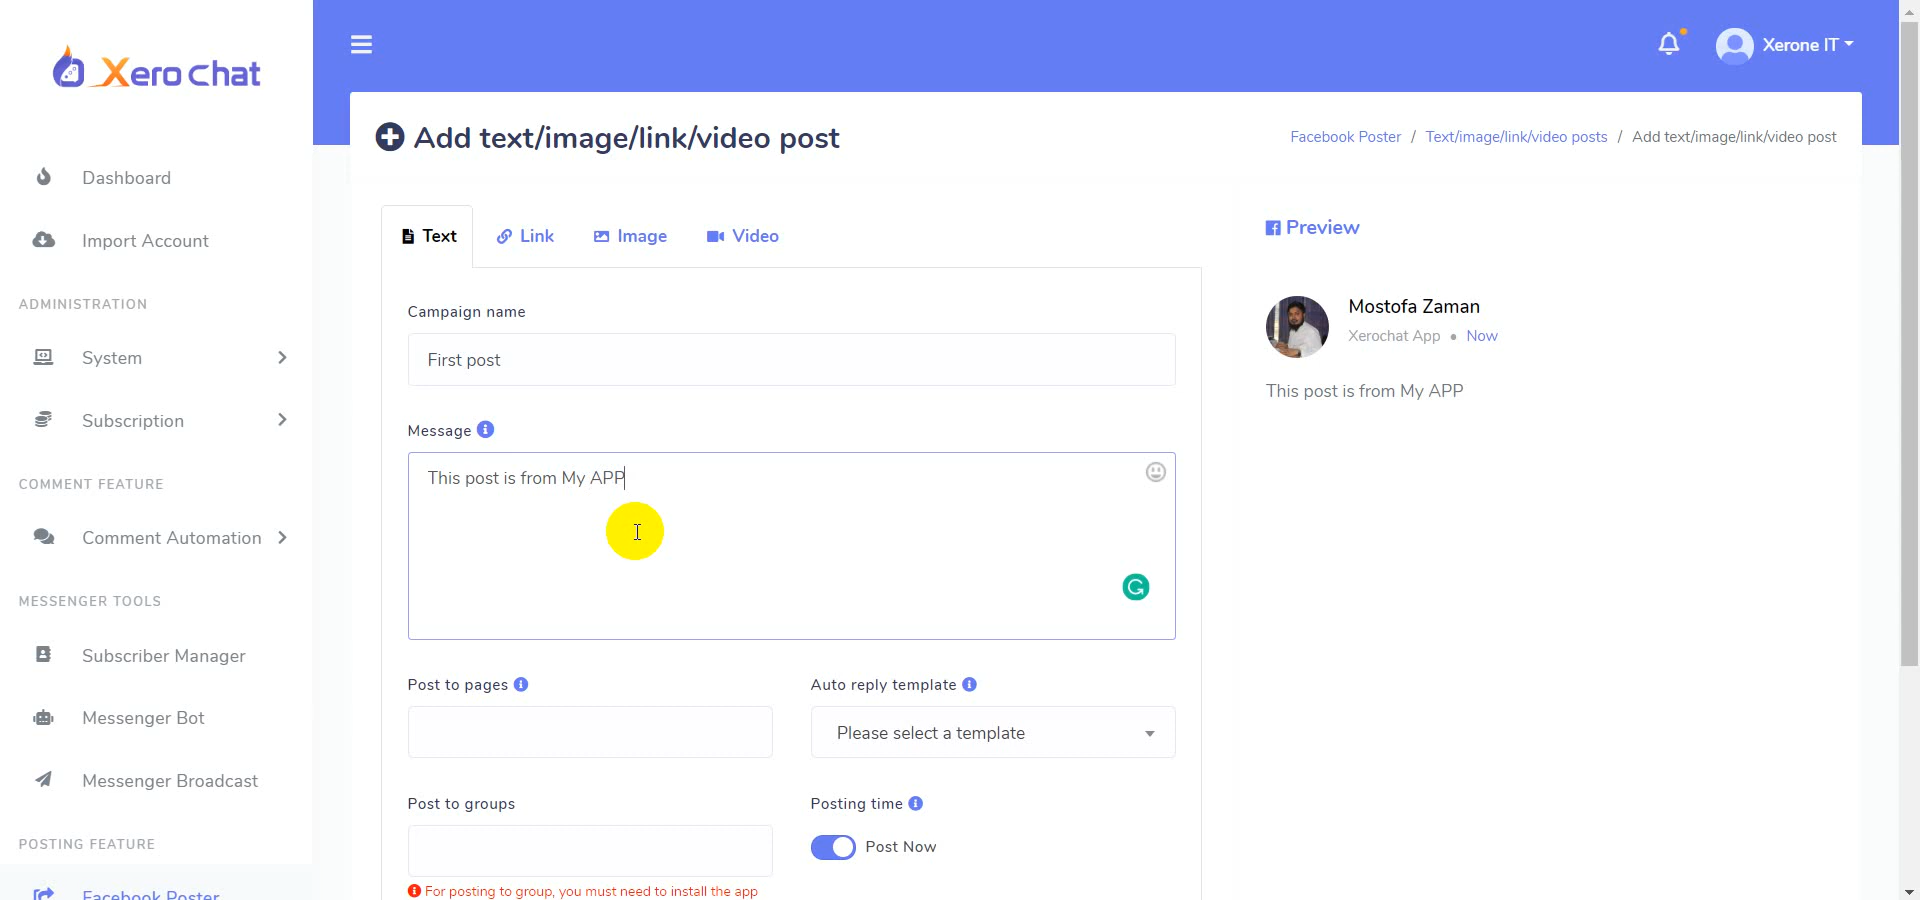 Xero Chat
Xerone IT
Add text/image/link/video post
Facebook Poster / Text/image/link/video posts / Add text/image/link/video post
Dashboard
Import Account
ADMINISTRATION
System
Subscription
COMMENT FEATURE
Comment Automation
MESSENGER TOOLS
Subscriber Manager
Messenger Bot
Messenger Broadcast
POSTING FEATURE
Facebook Poster
Text
Link
Image
Video
Campaign name
First post
Message
This post is from My APP
Post to pages
Auto reply template
Please select a template
Post to groups
Posting time
Post Now
For posting to group, you must need to install the app
Preview
Mostofa Zaman
Xerochat App • Now
This post is from My APP